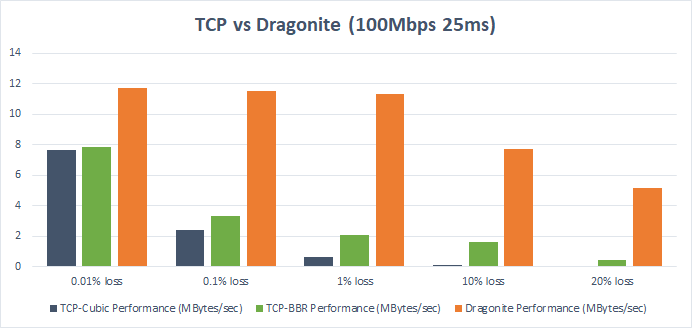 TCP vs Dragonite (100Mbps 25ms)
14
12
10
8
6
4
2
0
0.01% loss 0.1% loss 1% loss 10% loss 20% loss
TCP-Cubic Performance (MBytes/sec) TCP-BBR Performance (MBytes/sec) Dragonite Performance (MBytes/sec)